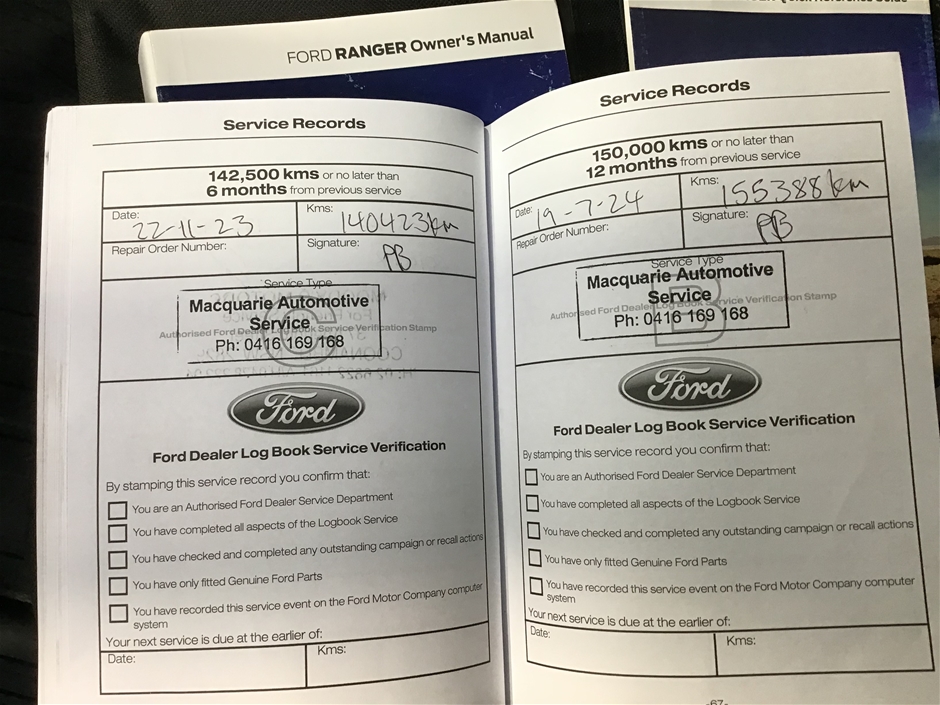 FORD RANGER Owner's Manual
Service Records
142,500 kms or no later than
6 months from previous service
Date:
22-11-23
Kms:
140423km
Repair Order Number:
Signature:
PB
Service Type
Macquarie Automotive
Service
Authorised Ford Dealer Log Book Service Verification Stamp
Ph: 0416 169 168
C
Ford
Ford Dealer Log Book Service Verification
By stamping this service record you confirm that:
You are an Authorised Ford Dealer Service Department
You have completed all aspects of the Logbook Service
You have checked and completed any outstanding campaign or recall actions
You have only fitted Genuine Ford Parts
You have recorded this service event on the Ford Motor Company computer
system
Your next service is due at the earlier of:
Date:
Kms:
Service Records
150,000 kms or no later than
12 months from previous service
Date:
19-7-24
Kms:
155388km
Repair Order Number:
Signature:
PB
Service Type
Macquarie Automotive
Service
Authorised Ford Dealer Log Book Service Verification Stamp
Ph: 0416 169 168
B
Ford
Ford Dealer Log Book Service Verification
By stamping this service record you confirm that:
You are an Authorised Ford Dealer Service Department
You have completed all aspects of the Logbook Service
You have checked and completed any outstanding campaign or recall actions
You have only fitted Genuine Ford Parts
You have recorded this service event on the Ford Motor Company computer
system
Your next service is due at the earlier of:
Date:
Kms:
-67-